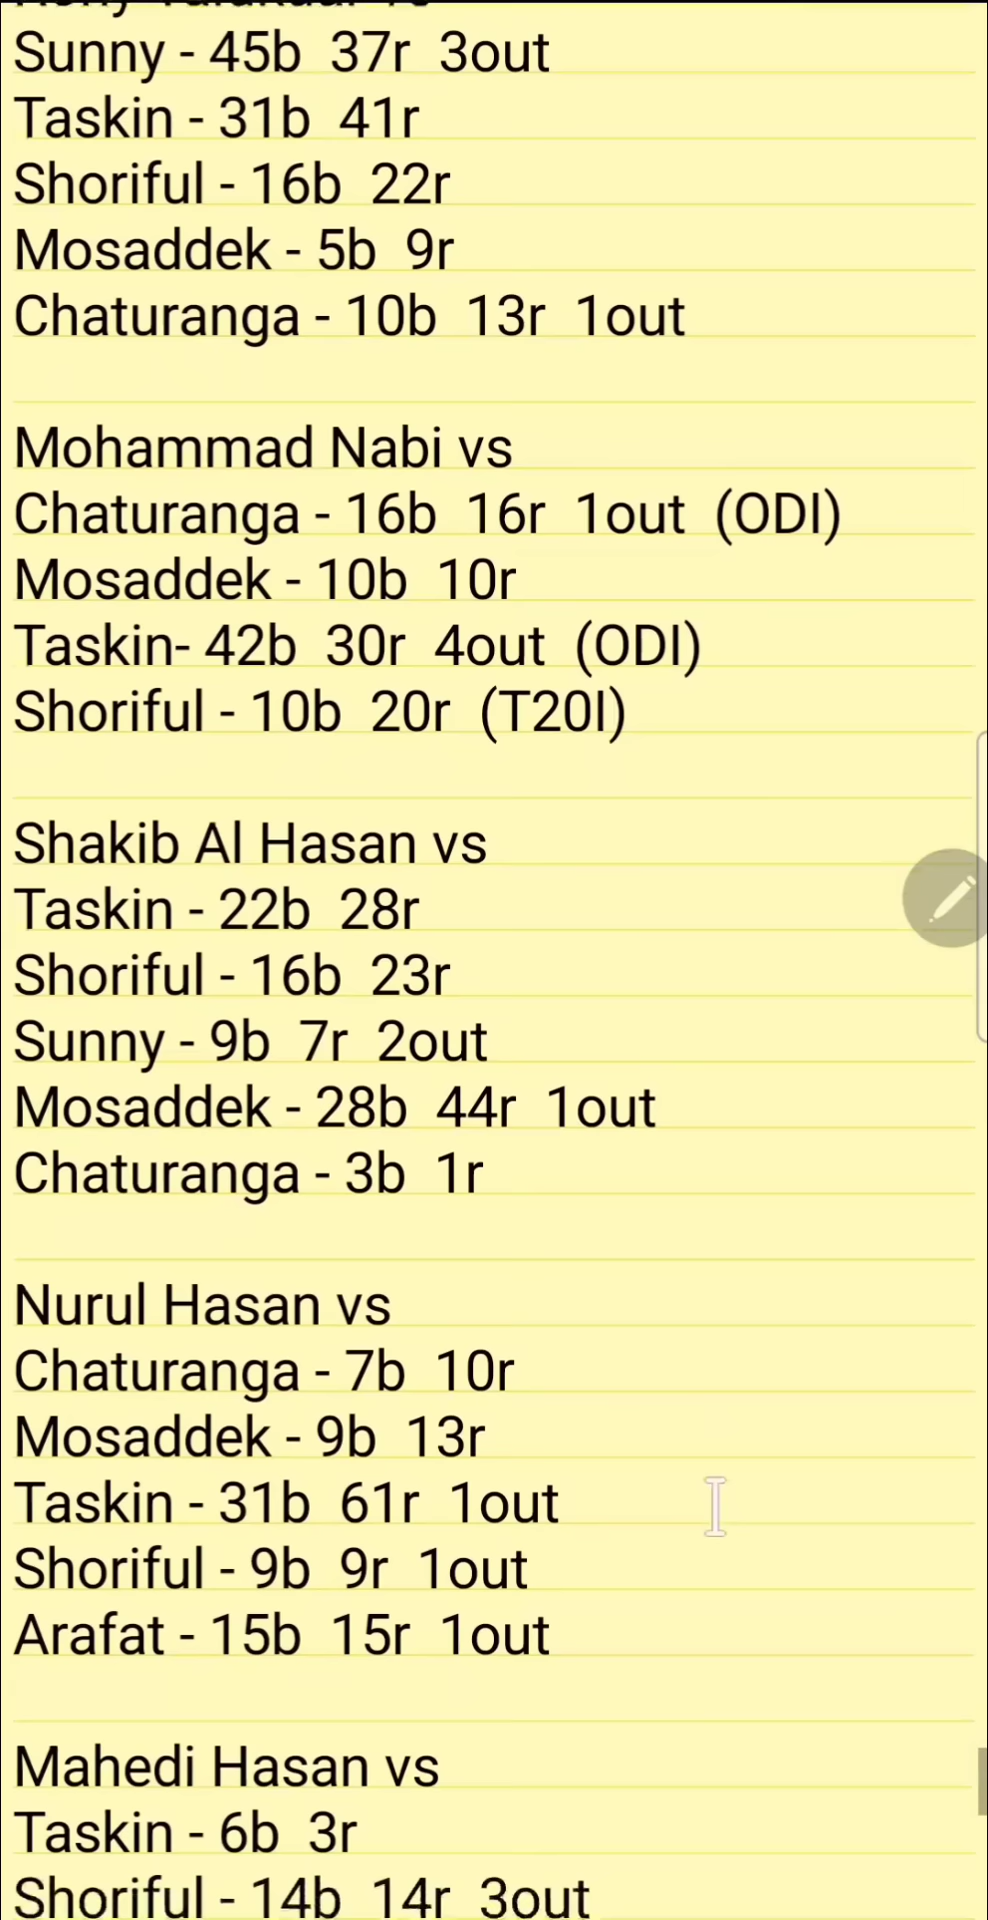 Sunny - 45b  37r  3out
Taskin - 31b  41r
Shoriful - 16b  22r
Mosaddek - 5b  9r
Chaturanga - 10b  13r  1out
Mohammad Nabi vs
Chaturanga - 16b  16r  1out  (ODI)
Mosaddek - 10b  10r
Taskin- 42b  30r  4out  (ODI)
Shoriful - 10b  20r  (T20I)
Shakib Al Hasan vs
Taskin - 22b  28r
Shoriful - 16b  23r
Sunny - 9b  7r  2out
Mosaddek - 28b  44r  1out
Chaturanga - 3b  1r
Nurul Hasan vs
Chaturanga - 7b  10r
Mosaddek - 9b  13r
Taskin - 31b  61r  1out
Shoriful - 9b  9r  1out
Arafat - 15b  15r  1out
Mahedi Hasan vs
Taskin - 6b  3r
Shoriful - 14b  14r  3out